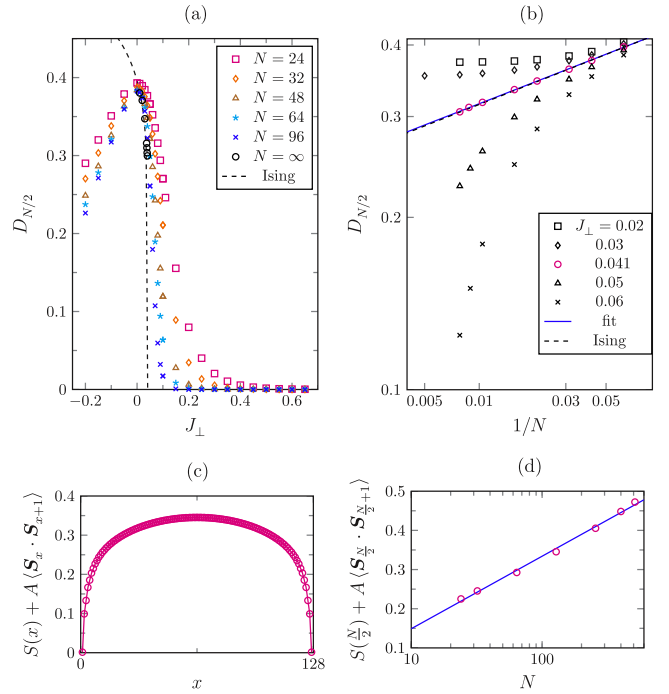 (a)
D_{N/2}
0.4
0.3
0.2
0.1
0
−0.2
0
0.2
0.4
0.6
J_⊥
N = 24
N = 32
N = 48
N = 64
N = 96
N = ∞
Ising
(b)
D_{N/2}
0.4
0.3
0.2
0.1
0.005
0.01
0.03
0.05
1/N
J_⊥ = 0.02
0.03
0.041
0.05
0.06
fit
Ising
(c)
S(x) + A ⟨S_x · S_{x+1}⟩
0.4
0.3
0.2
0.1
0
0
x
128
x
(d)
S(N/2) + A ⟨S_{N/2} · S_{N/2+1}⟩
0.5
0.4
0.3
0.2
0.1
10
100
N